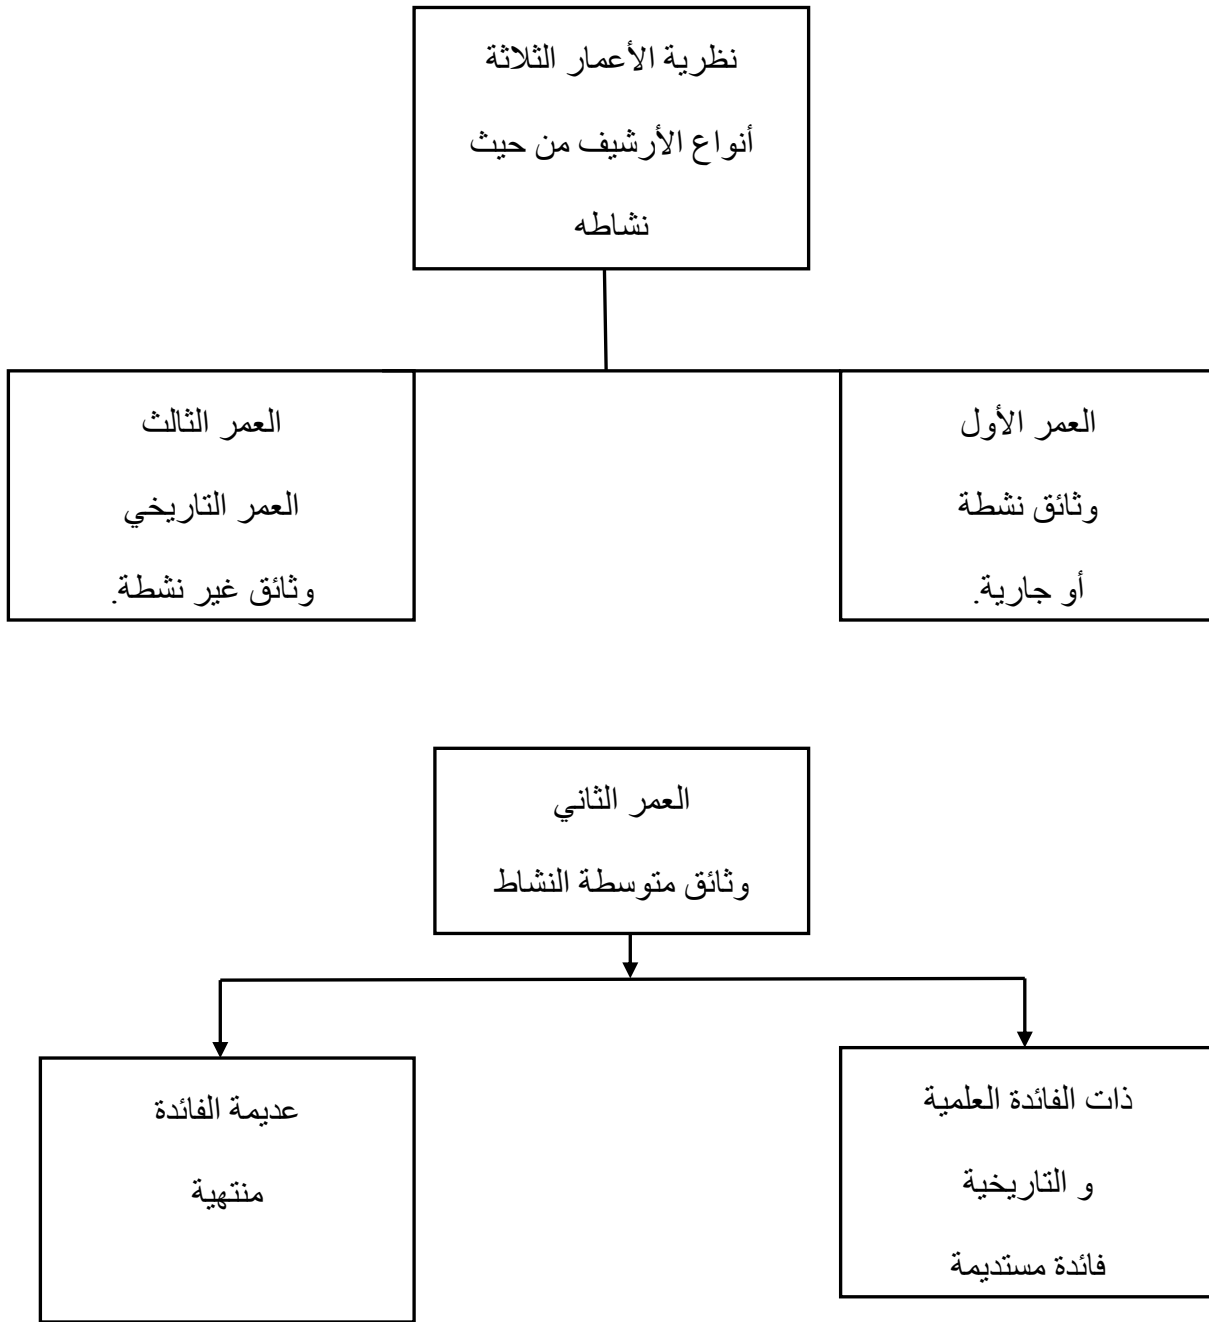 نظرية الأعمار الثلاثة
أنواع الأرشيف من حيث
نشاطه
العمر الأول
وثائق نشطة
أو جارية.
العمر الثالث
العمر التاريخي
وثائق غير نشطة.
العمر الثاني
وثائق متوسطة النشاط
ذات الفائدة العلمية
و التاريخية
فائدة مستديمة
عديمة الفائدة
منتهية